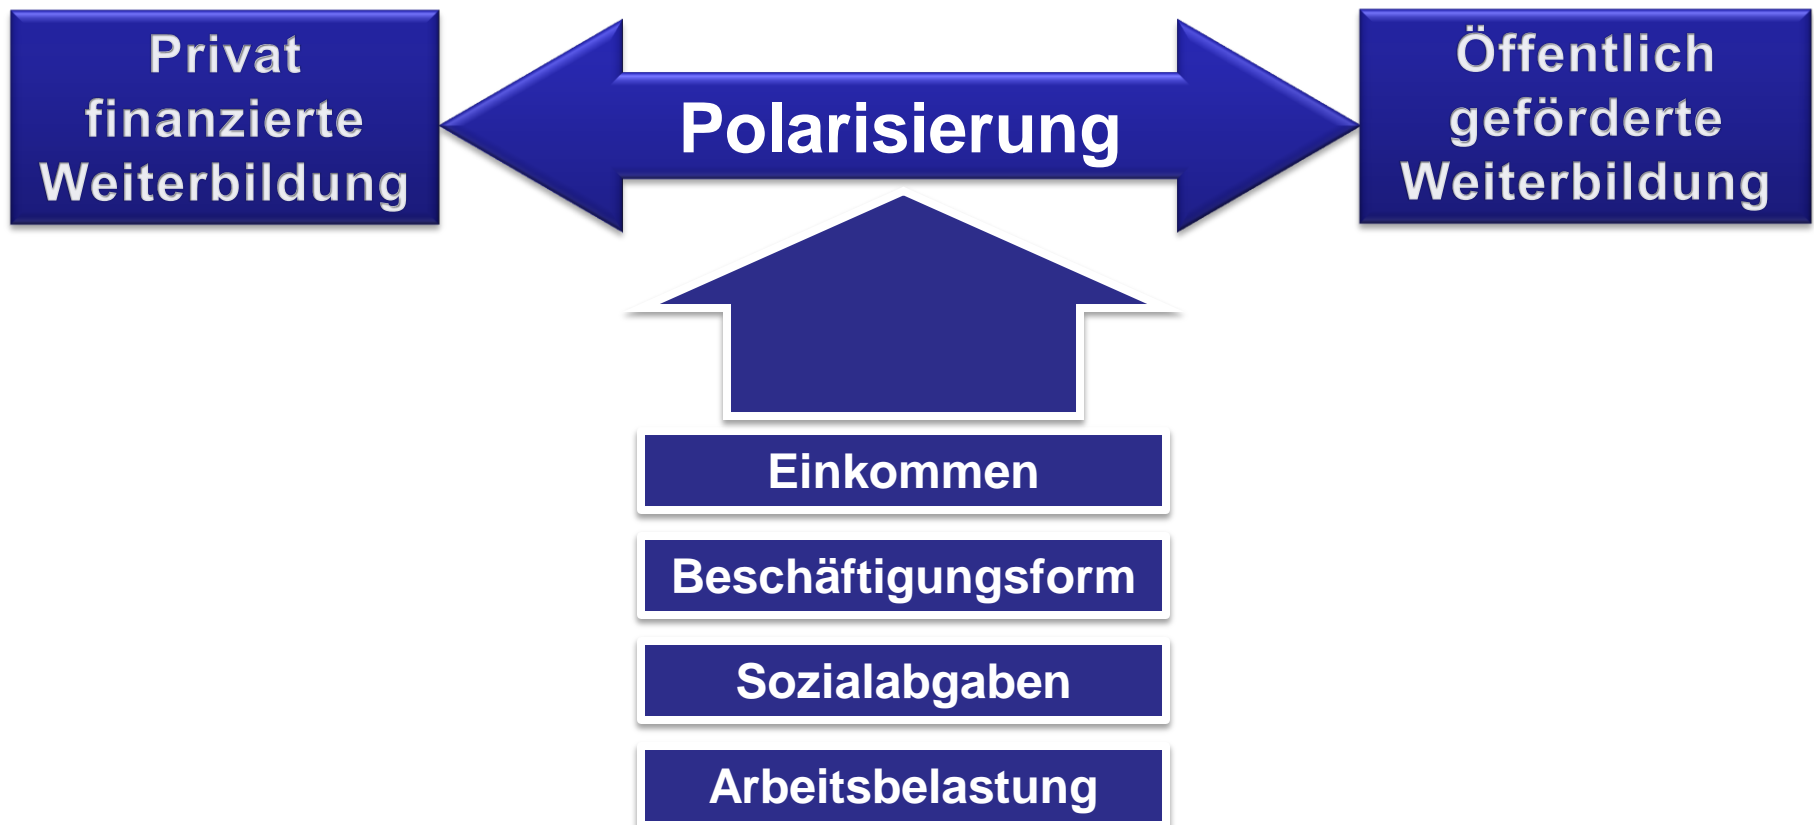 Privat
finanzierte
Weiterbildung
Polarisierung
Öffentlich
geförderte
Weiterbildung
Einkommen
Beschäftigungsform
Sozialabgaben
Arbeitsbelastung